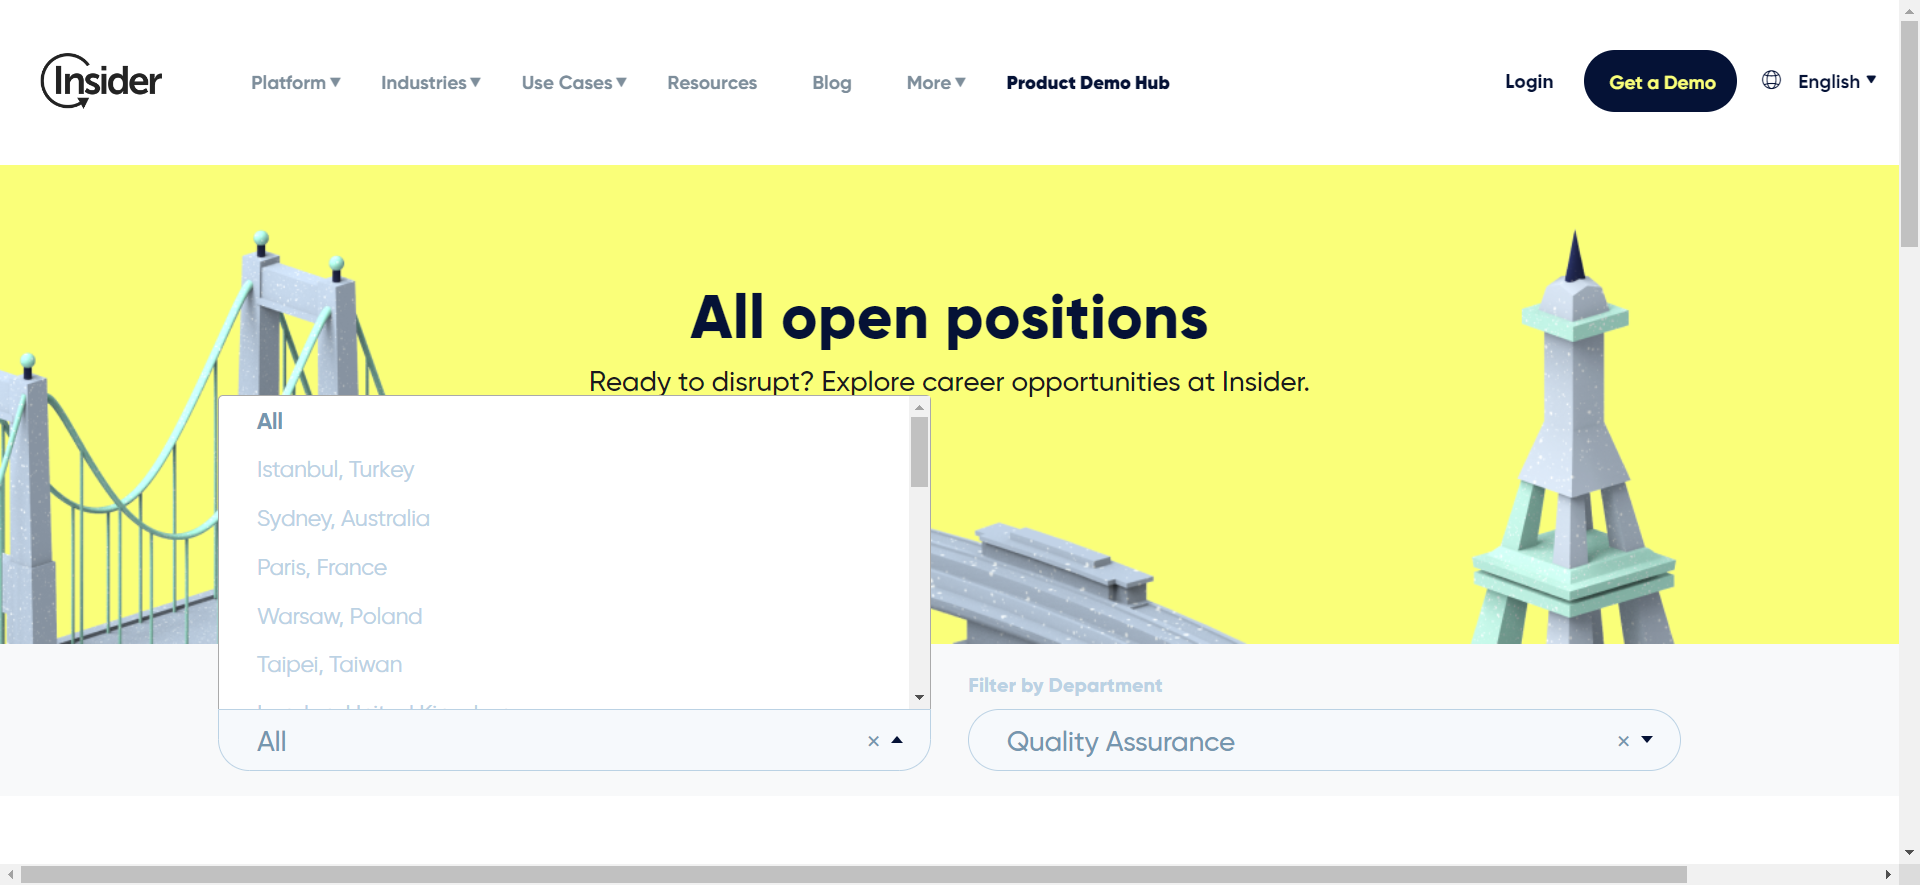 Insider
Platform
Industries
Use Cases
Resources
Blog
More
Product Demo Hub
Login
Get a Demo
English
All open positions
Ready to disrupt? Explore career opportunities at Insider.
All
Istanbul, Turkey
Sydney, Australia
Paris, France
Warsaw, Poland
Taipei, Taiwan
All
×
Filter by Department
Quality Assurance
×